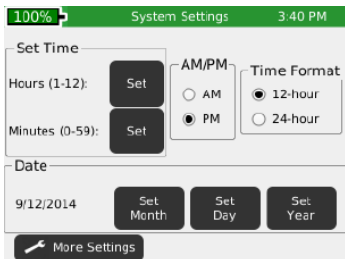 100% System Settings 3:40 PM
Set Time
AM/PM
Time Format
Hours (1-12): Set
AM
12-hour
PM
24-hour
Minutes (0-59): Set
Date
9/12/2014
Set Month
Set Day
Set Year
More Settings